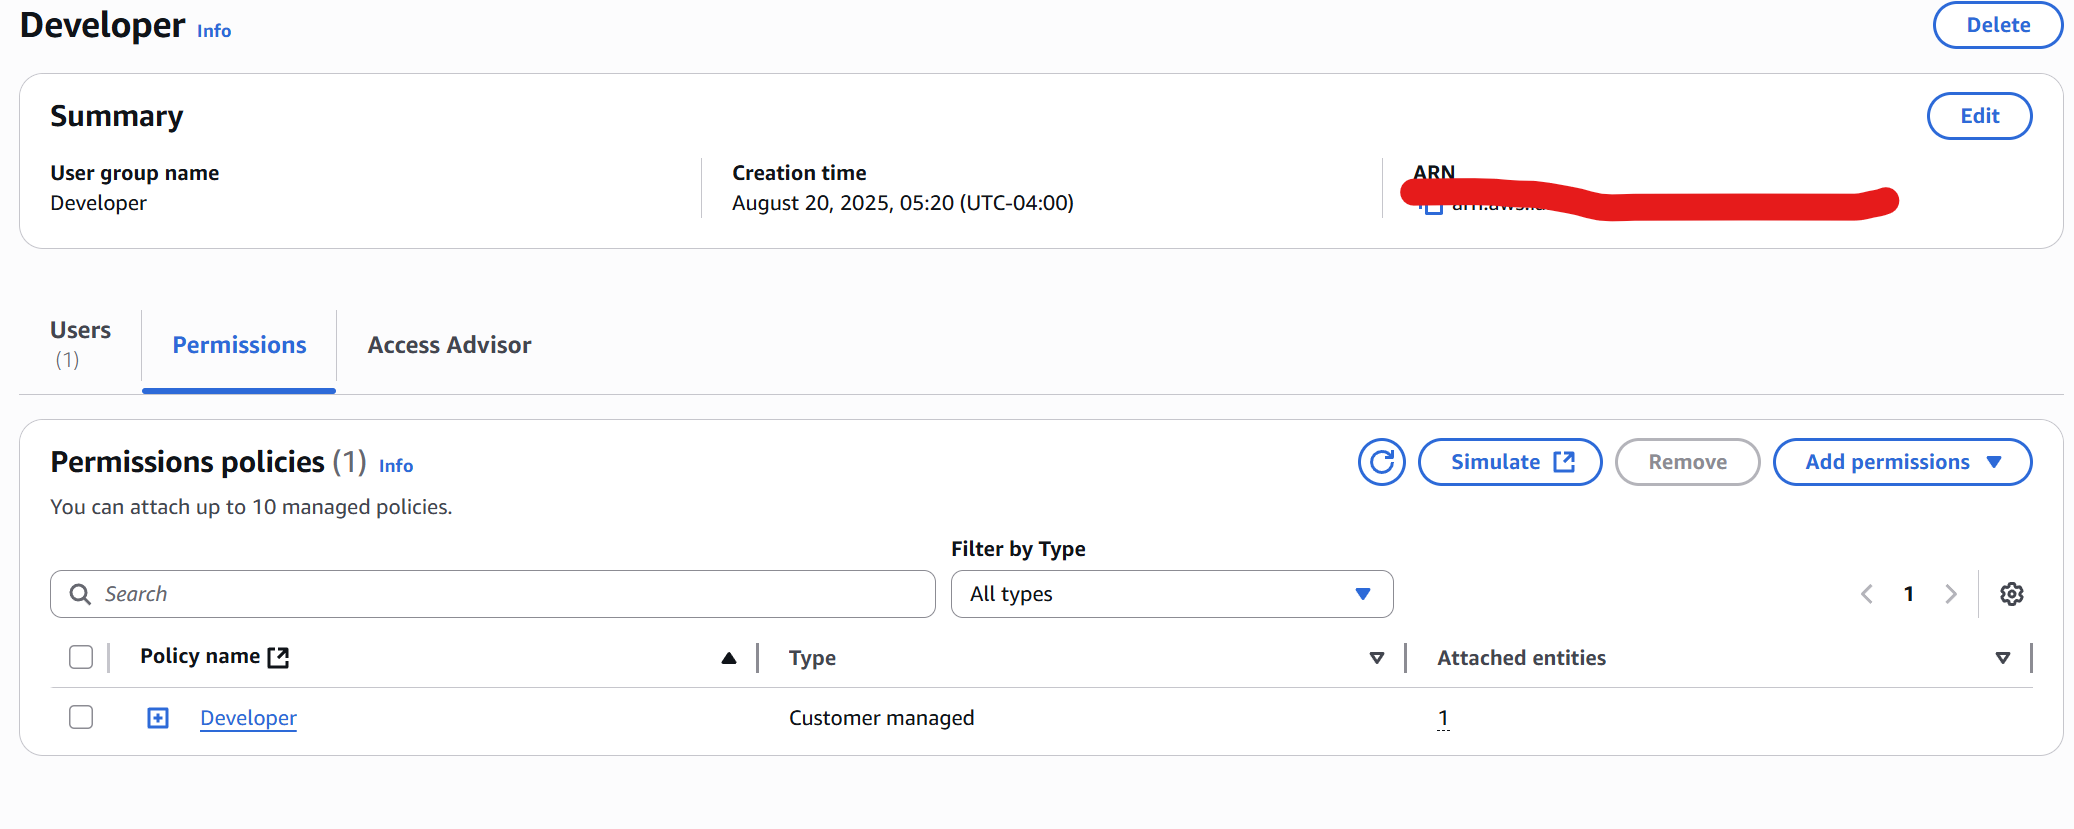 Developer Info
Delete
Summary
Edit
User group name
Developer
Creation time
August 20, 2025, 05:20 (UTC-04:00)
ARN
Users
(1)
Permissions
Access Advisor
Permissions policies (1) Info
You can attach up to 10 managed policies.
Simulate
Remove
Add permissions
Filter by Type
Search
All types
1
Policy name
Type
Attached entities
Developer
Customer managed
1